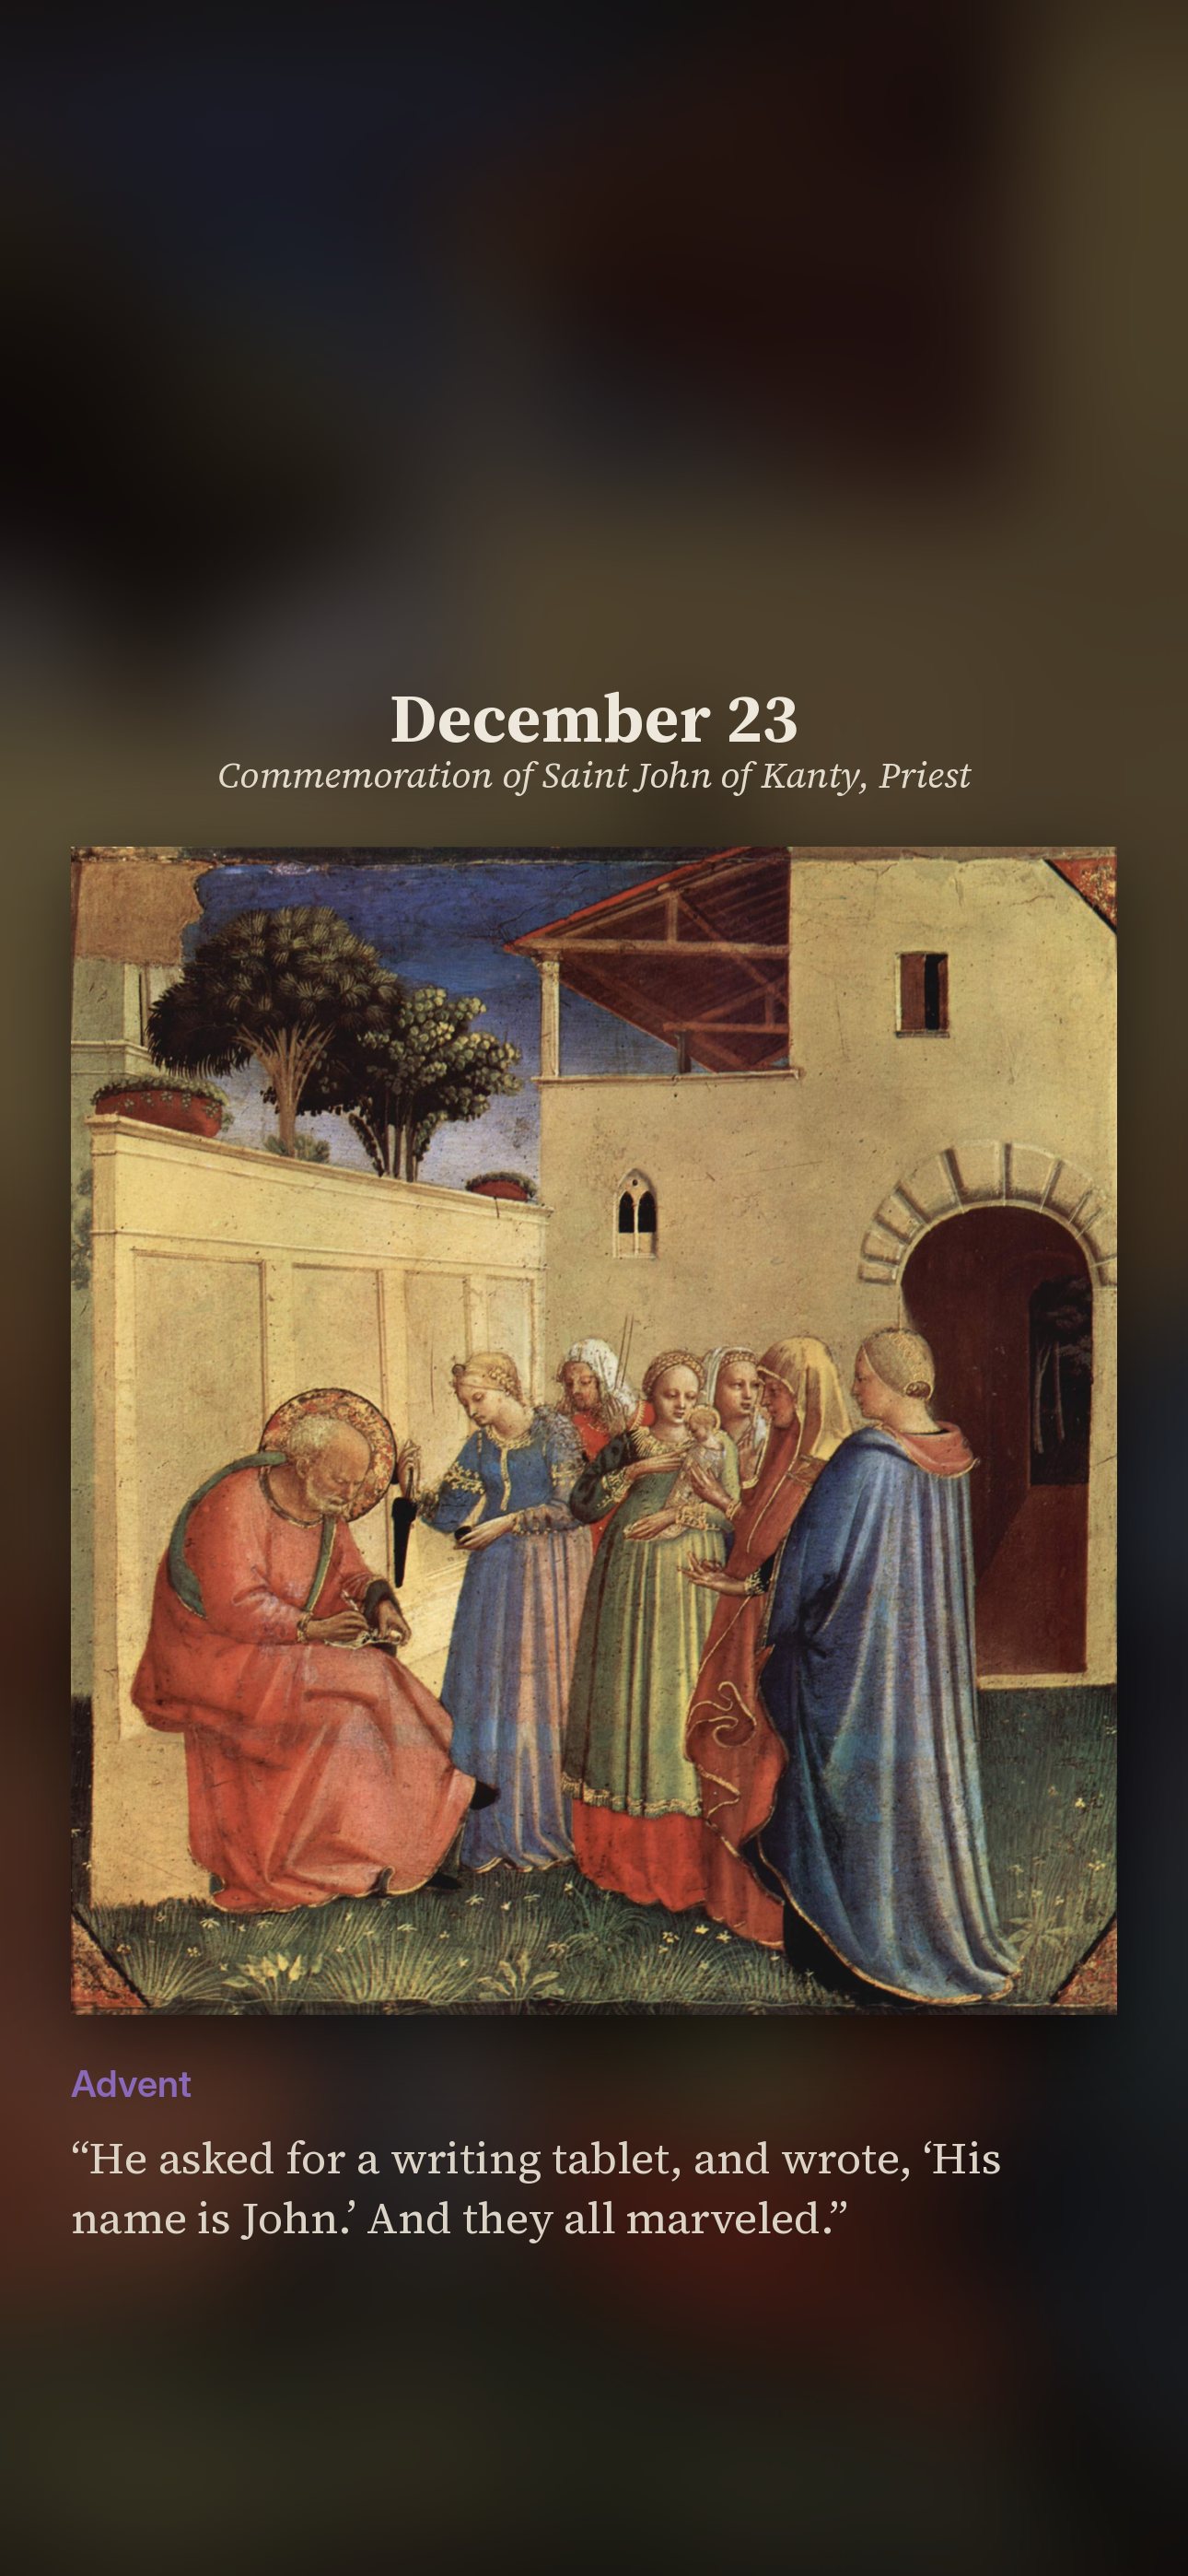 December 23
Commemoration of Saint John of Kanty, Priest
Advent
“He asked for a writing tablet, and wrote, ‘His
name is John.’ And they all marveled.”